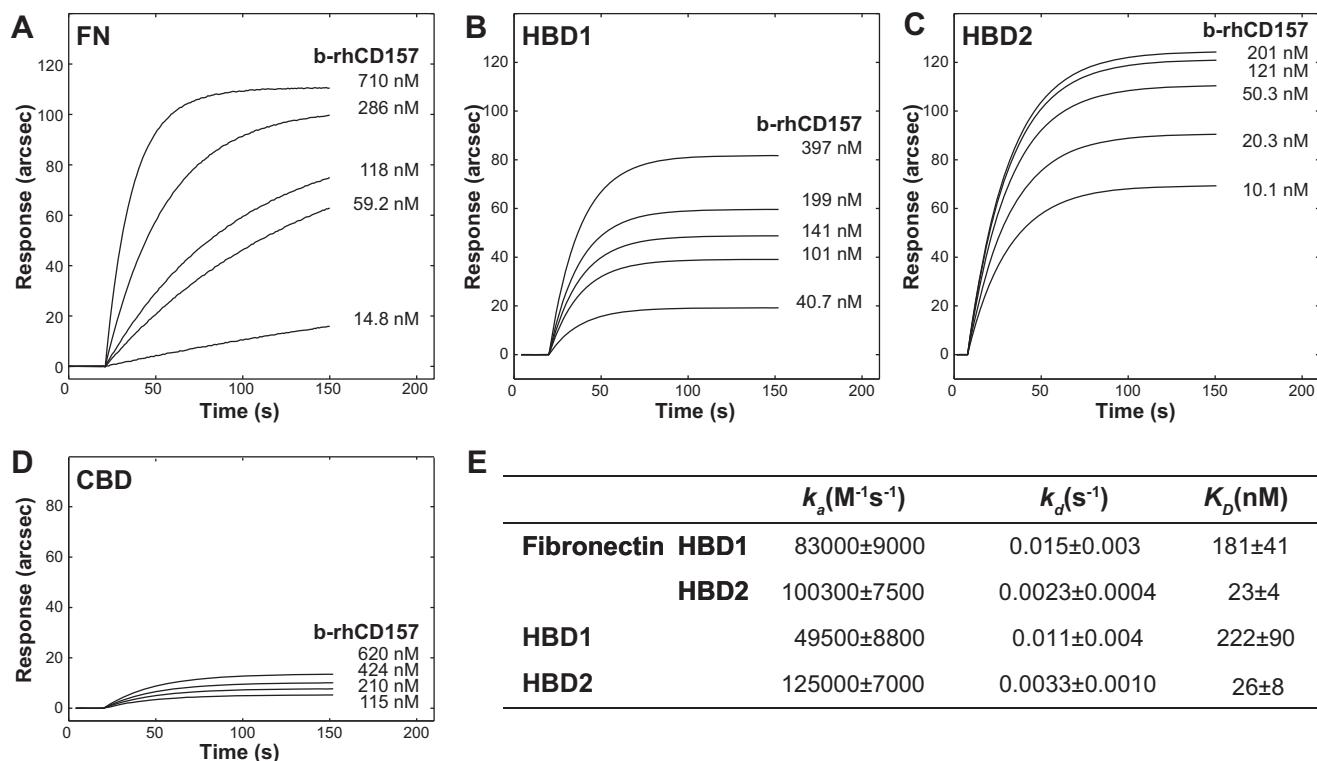 A
FN
b-rhCD157
710 nM
286 nM
118 nM
59.2 nM
14.8 nM
120
100
80
60
40
20
0
Response (arcsec)
0 50 100 150 200
Time (s)
B
HBD1
b-rhCD157
397 nM
199 nM
141 nM
101 nM
40.7 nM
120
100
80
60
40
20
0
Response (arcsec)
0 50 100 150 200
Time (s)
C
HBD2
b-rhCD157
201 nM
121 nM
50.3 nM
20.3 nM
10.1 nM
120
100
80
60
40
20
0
Response (arcsec)
0 50 100 150 200
Time (s)
D
CBD
b-rhCD157
620 nM
424 nM
210 nM
115 nM
80
60
40
20
0
Response (arcsec)
0 50 100 150 200
Time (s)
E
ka(M-1s-1) kd(s-1) KD(nM)
Fibronectin HBD1 83000±9000 0.015±0.003 181±41
HBD2 100300±7500 0.0023±0.0004 23±4
HBD1 49500±8800 0.011±0.004 222±90
HBD2 125000±7000 0.0033±0.0010 26±8